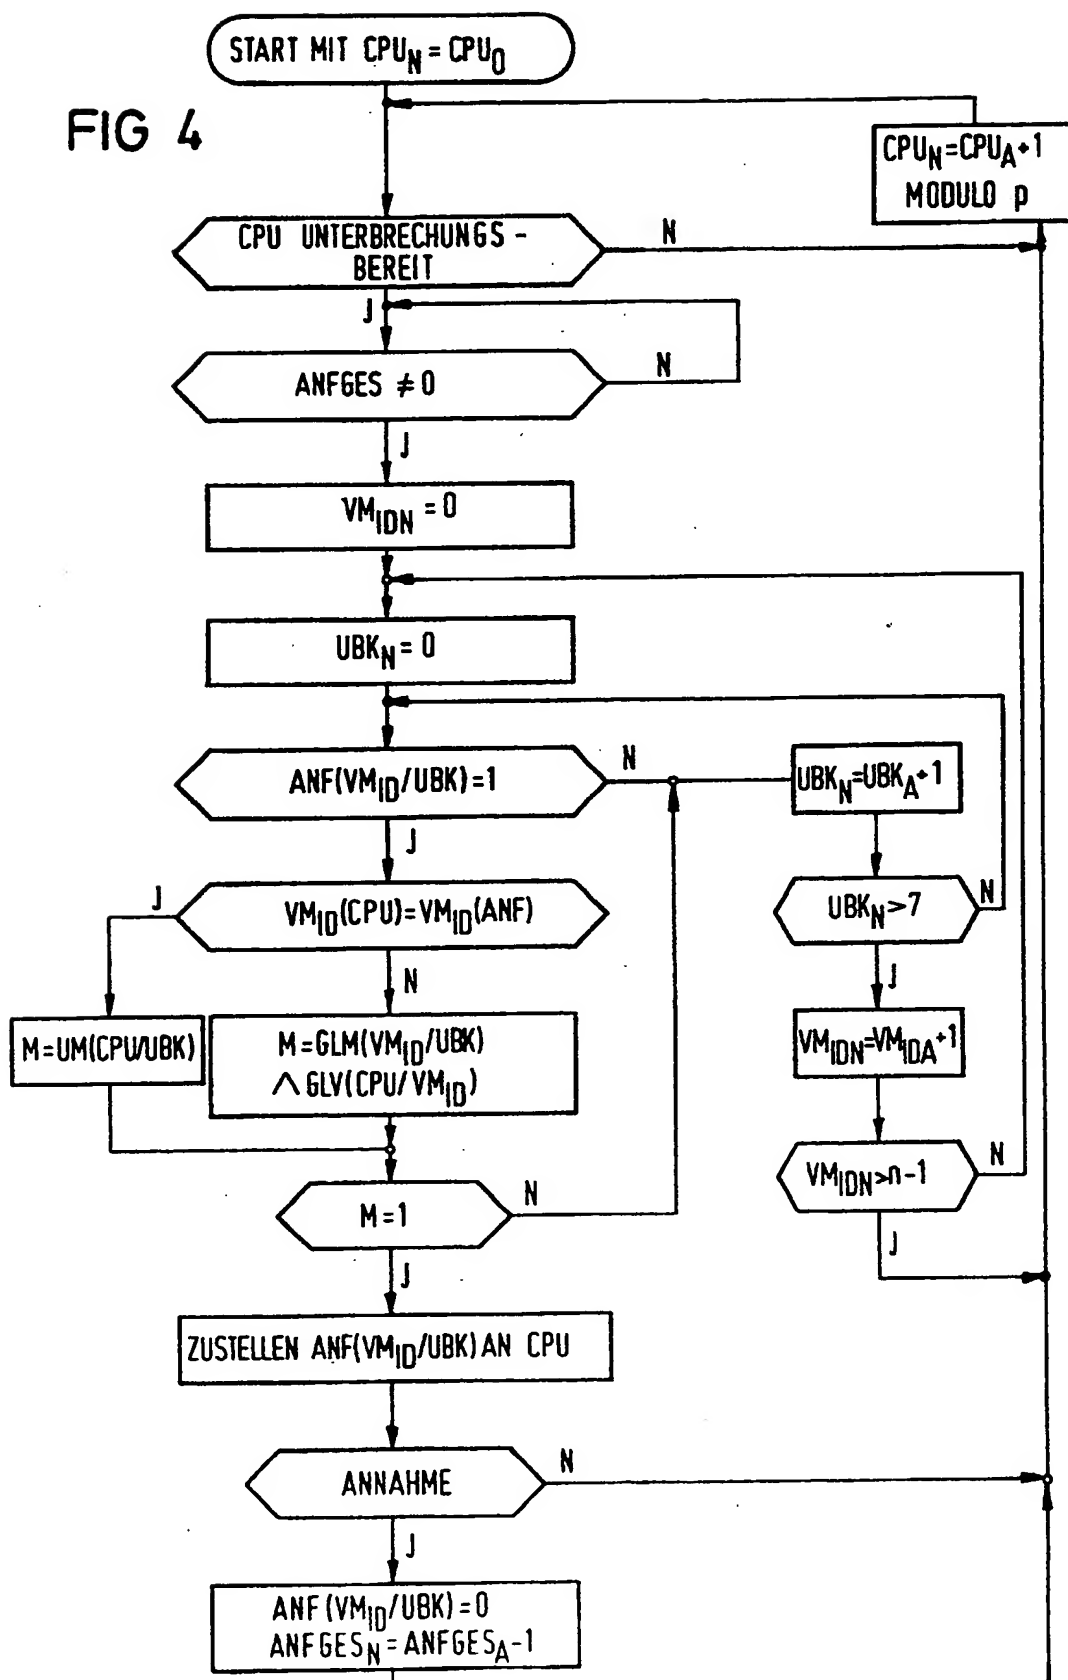 START MIT CPU_N = CPU_0
FIG 4
CPU_N=CPU_A+1
MODULO p
CPU UNTERBRECHUNGS-
BEREIT
N
J
ANFGES ≠ 0
N
J
VM_IDN = 0
UBK_N = 0
ANF(VM_ID/UBK)=1
N
UBK_N=UBK_A+1
J
J
VM_ID(CPU)=VM_ID(ANF)
UBK_N>7
N
N
J
M=UM(CPU/UBK)
M=GLM(VM_ID/UBK)
∧ GLV(CPU/VM_ID)
VM_IDN=VM_IDA+1
VM_IDN>n-1
N
M=1
N
J
J
ZUSTELLEN ANF(VM_ID/UBK) AN CPU
ANNAHME
N
J
ANF(VM_ID/UBK)=0
ANFGES_N = ANFGES_A-1